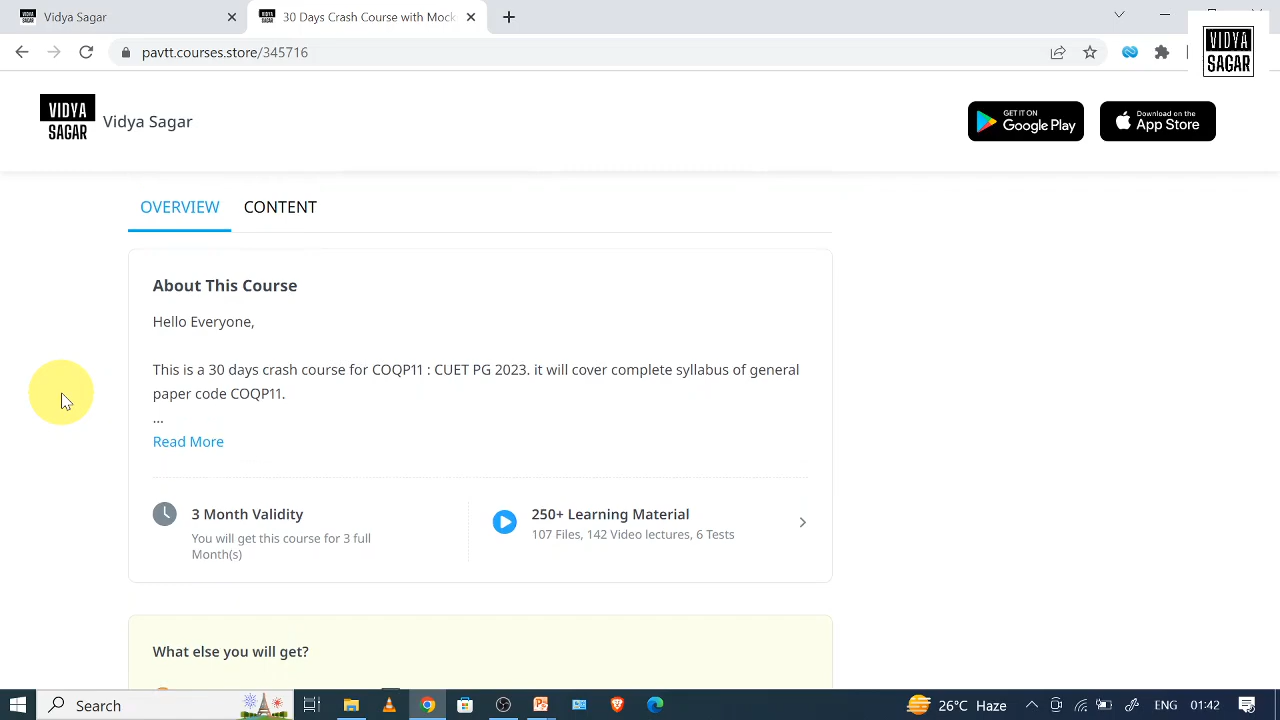 Vidya Sagar
30 Days Crash Course with Mock
pavtt.courses.store/345716
VIDYA
SAGAR
VIDYA
SAGAR
Vidya Sagar
GET IT ON
Google Play
Download on the
App Store
OVERVIEW
CONTENT
About This Course
Hello Everyone,
This is a 30 days crash course for COQP11 : CUET PG 2023. it will cover complete syllabus of general
paper code COQP11.
...
Read More
3 Month Validity
You will get this course for 3 full
Month(s)
250+ Learning Material
107 Files, 142 Video lectures, 6 Tests
What else you will get?
Search
26°C Haze
ENG
01:42